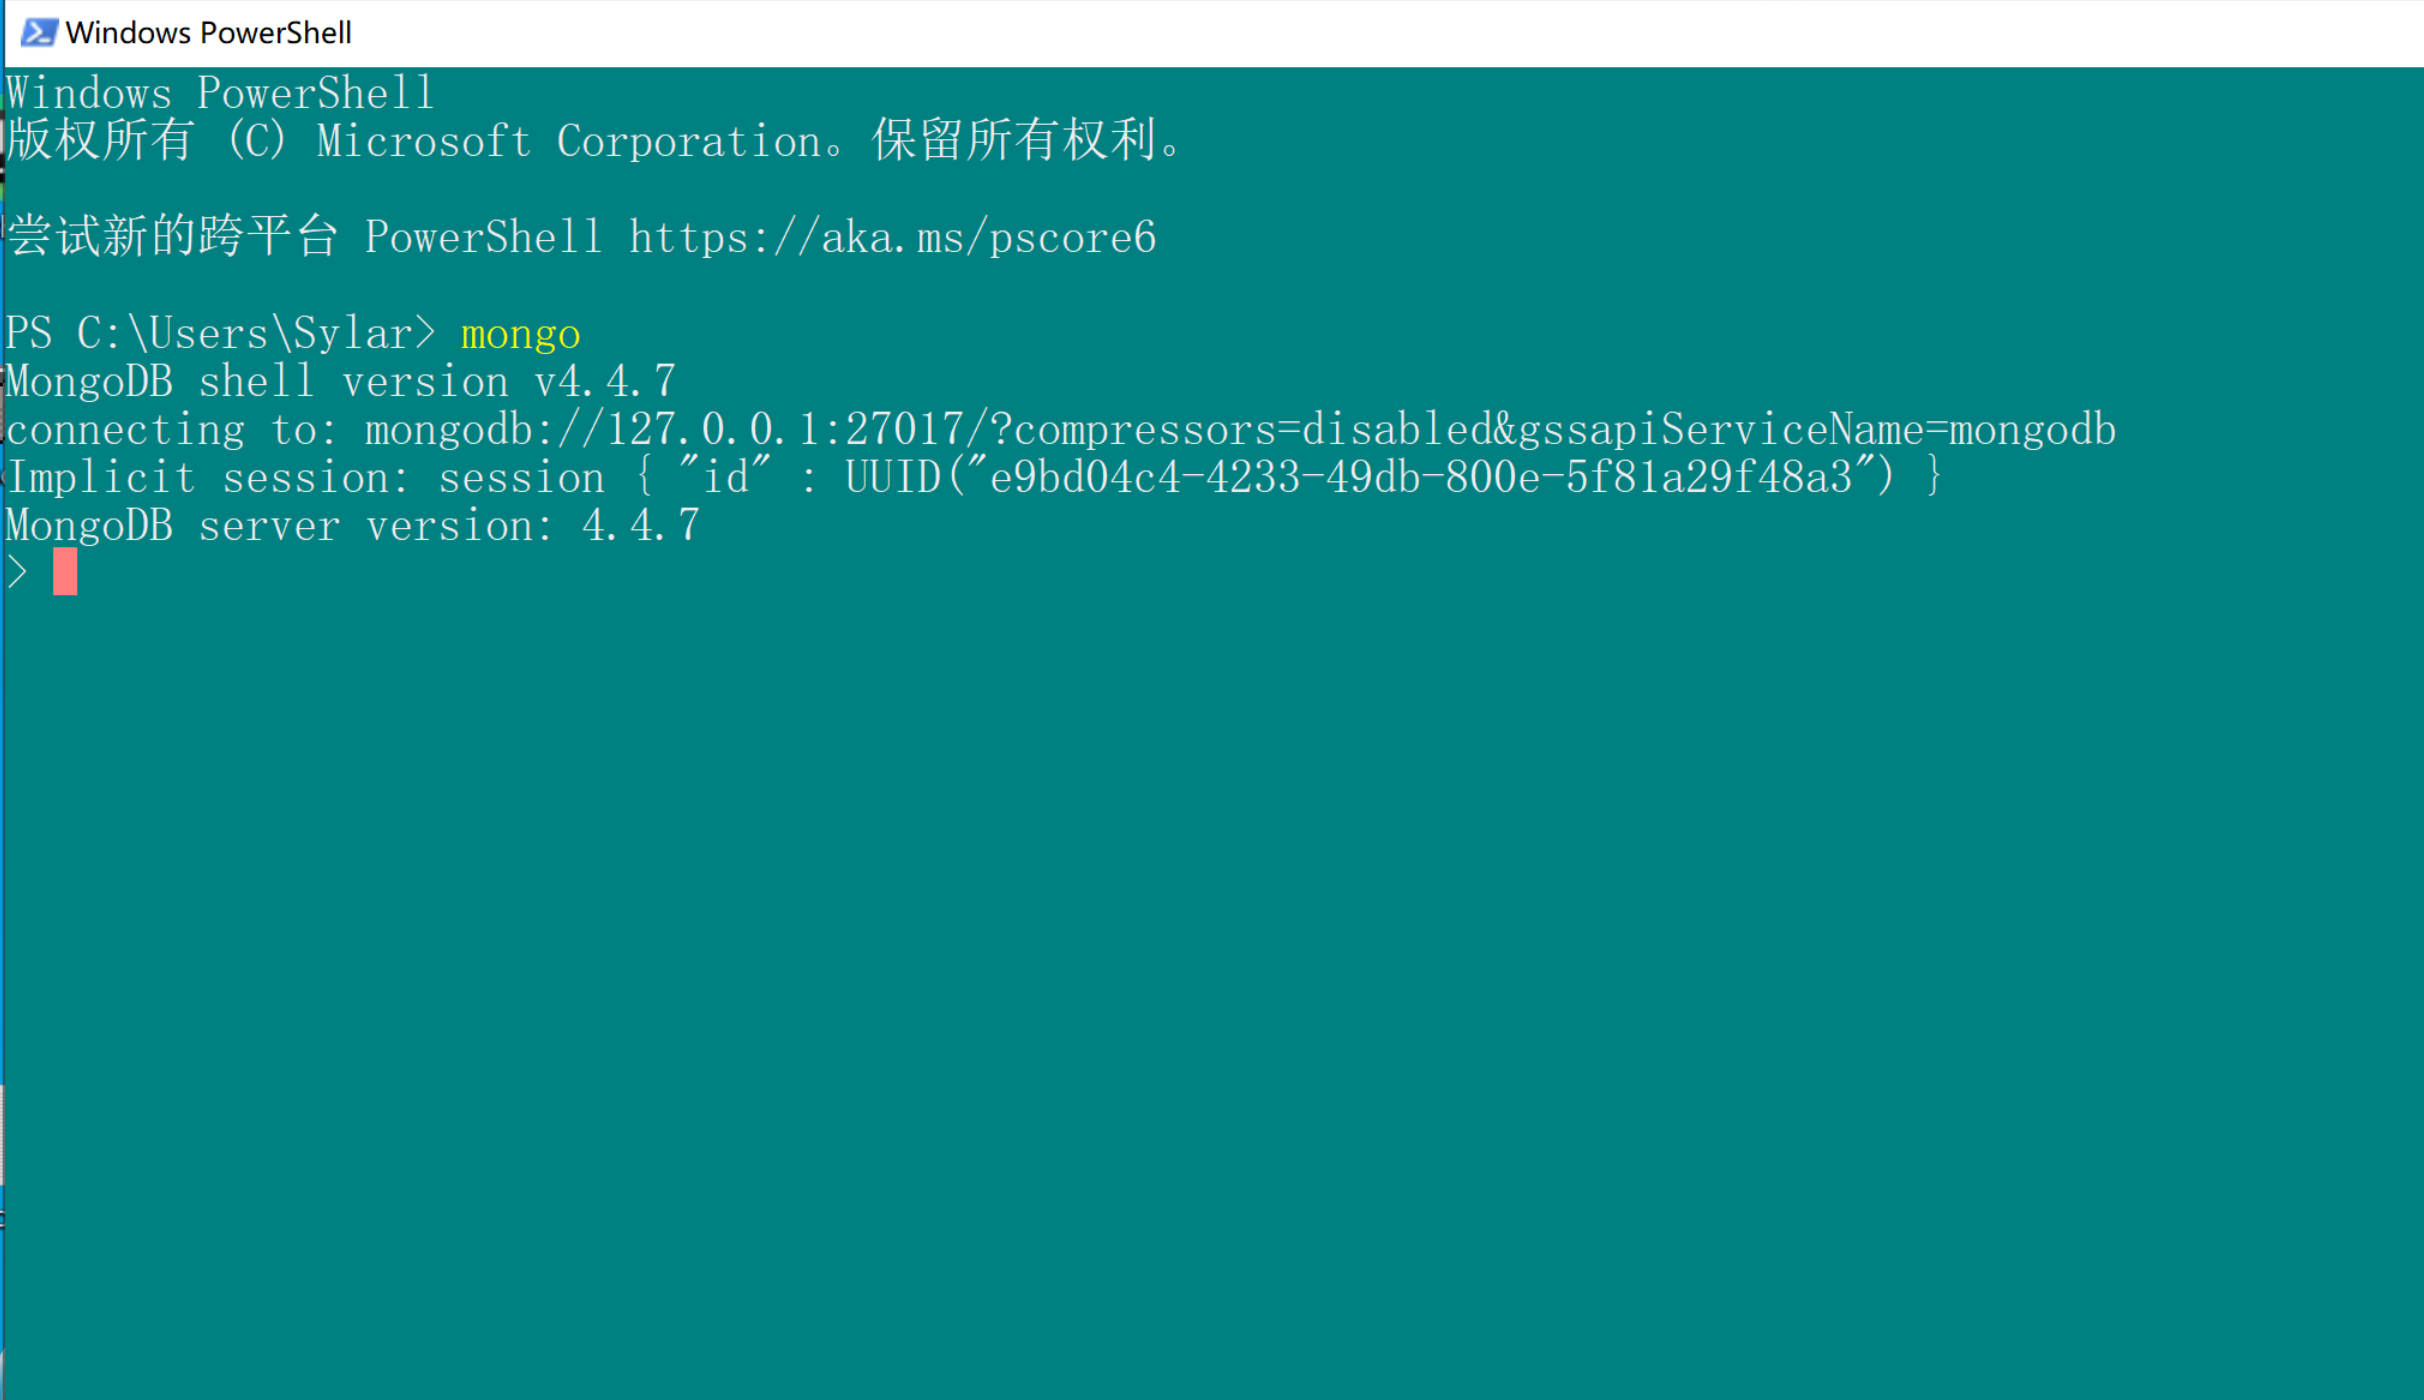 Windows PowerShell
Windows PowerShell
版权所有 (C) Microsoft Corporation。保留所有权利。
尝试新的跨平台 PowerShell https://aka.ms/pscore6
PS C:\Users\Sylar> mongo
MongoDB shell version v4.4.7
connecting to: mongodb://127.0.0.1:27017/?compressors=disabled&gssapiServiceName=mongodb
Implicit session: session { "id" : UUID("e9bd04c4-4233-49db-800e-5f81a29f48a3") }
MongoDB server version: 4.4.7
>